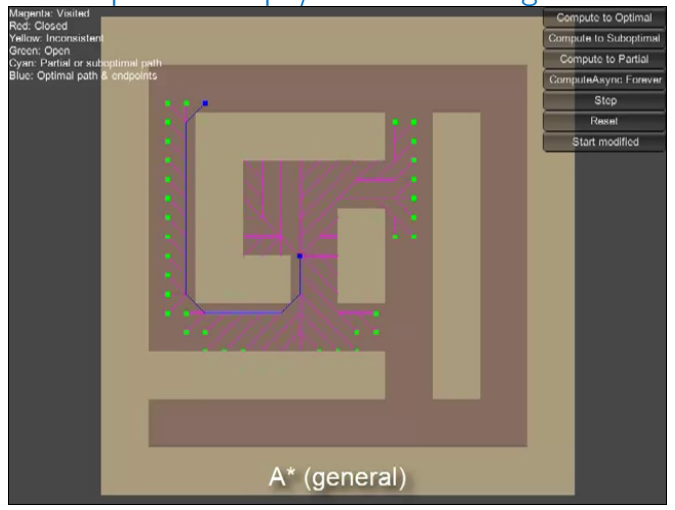 Magenta: Visited
Red: Closed
Yellow: Inconsistent
Green: Open
Cyan: Partial or suboptimal path
Blue: Optimal path & endpoints
Compute to Optimal
Compute to Suboptimal
Compute to Partial
ComputeAsync Forever
Step
Reset
Start modified
A* (general)